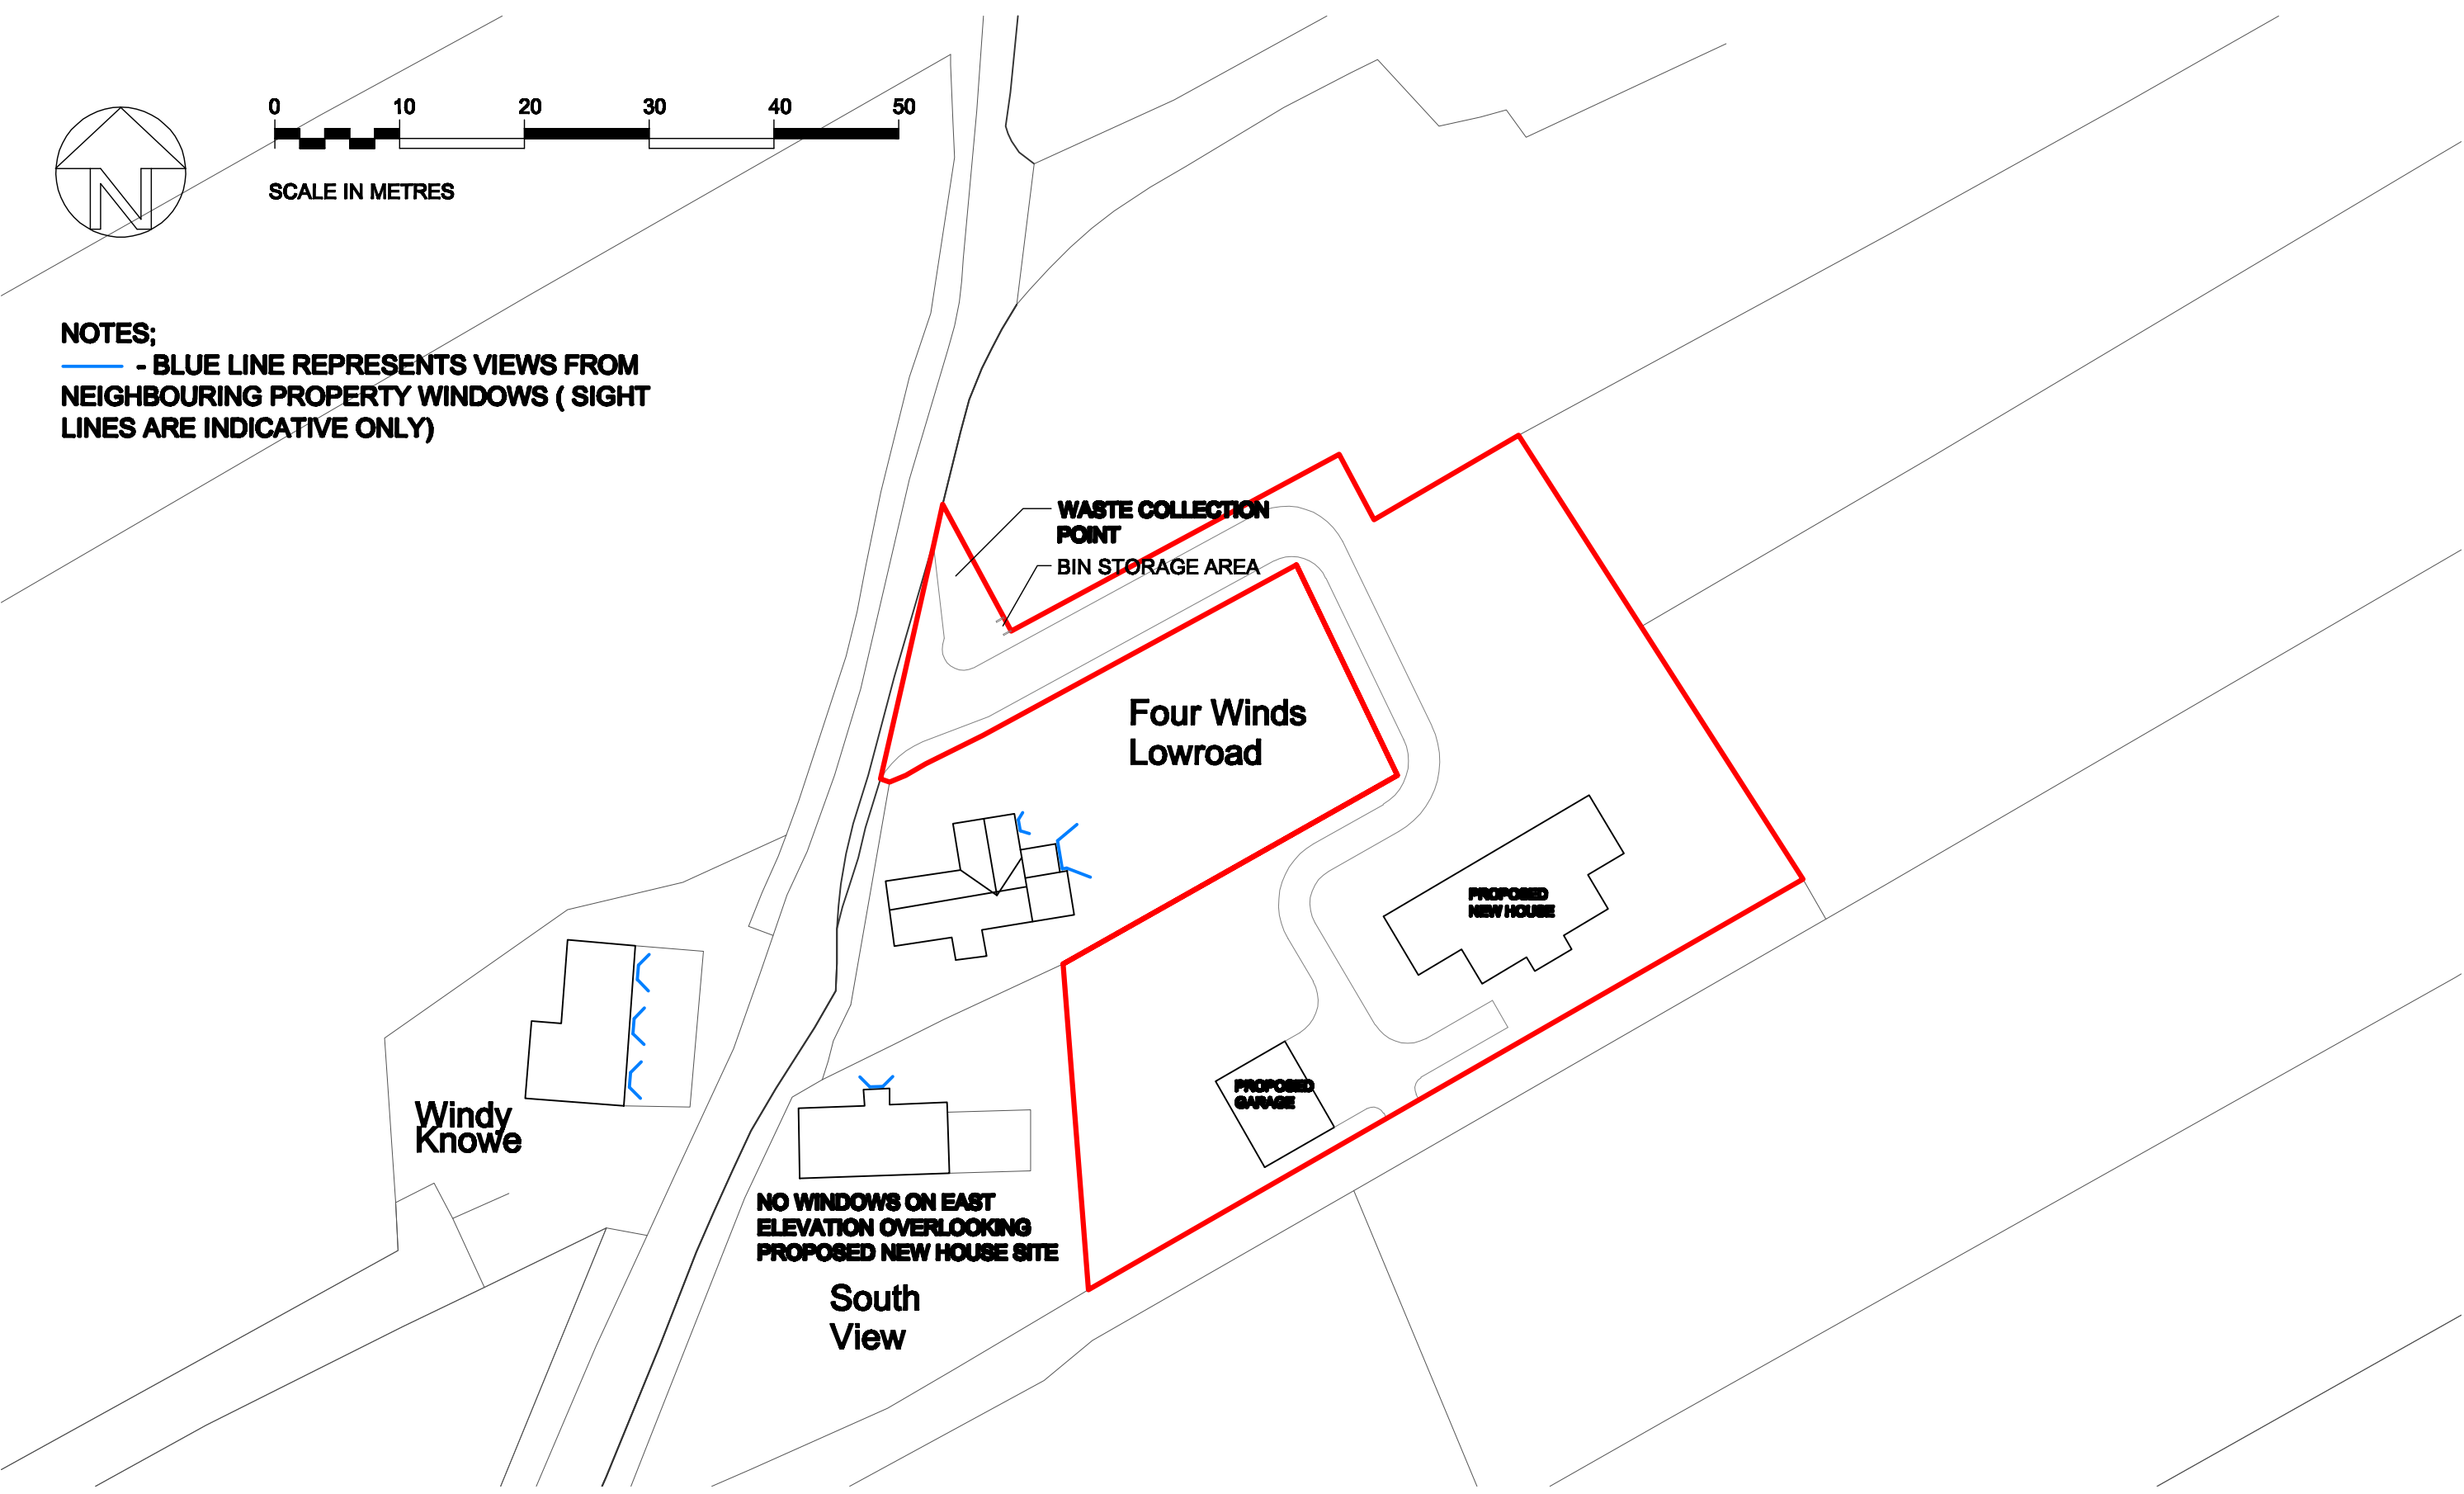 0 10 20 30 40 50
SCALE IN METRES
N
NOTES;
- BLUE LINE REPRESENTS VIEWS FROM
NEIGHBOURING PROPERTY WINDOWS ( SIGHT
LINES ARE INDICATIVE ONLY)
WASTE COLLECTION
POINT
BIN STORAGE AREA
Four Winds
Lowroad
PROPOSED
NEW HOUSE
PROPOSED
GARAGE
Windy
Knowe
NO WINDOWS ON EAST
ELEVATION OVERLOOKING
PROPOSED NEW HOUSE SITE
South
View